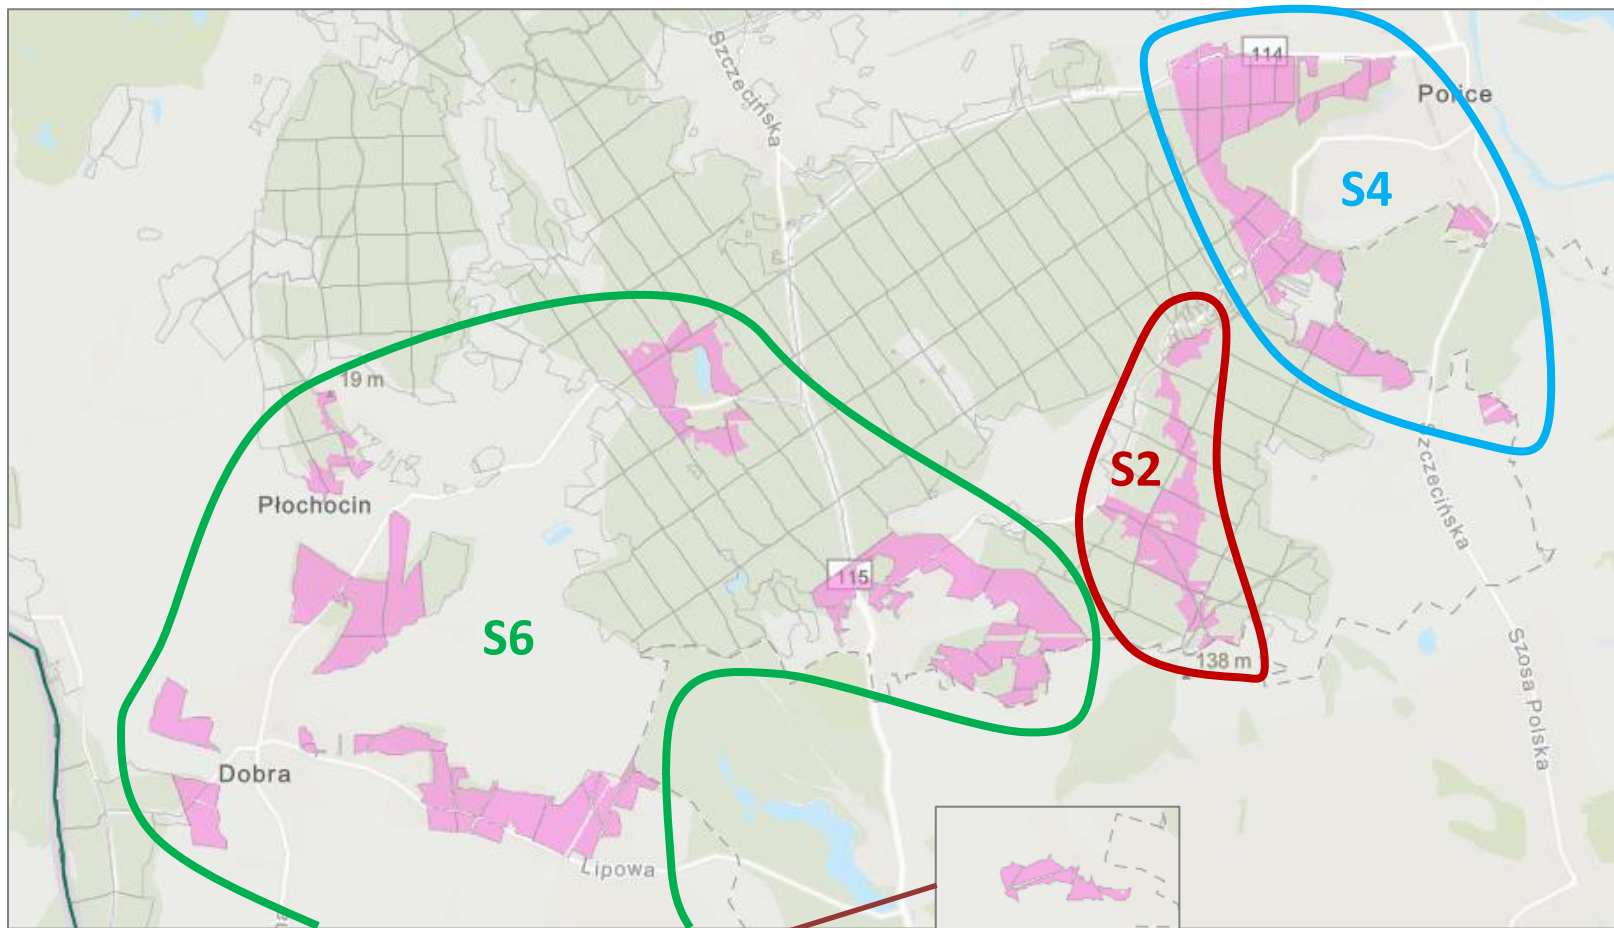 Szczecińska
114
Police
S4
19 m
S2
Płochocin
Szczecińska
115
S6
138 m
Szosa Polska
Dobra
Lipowa